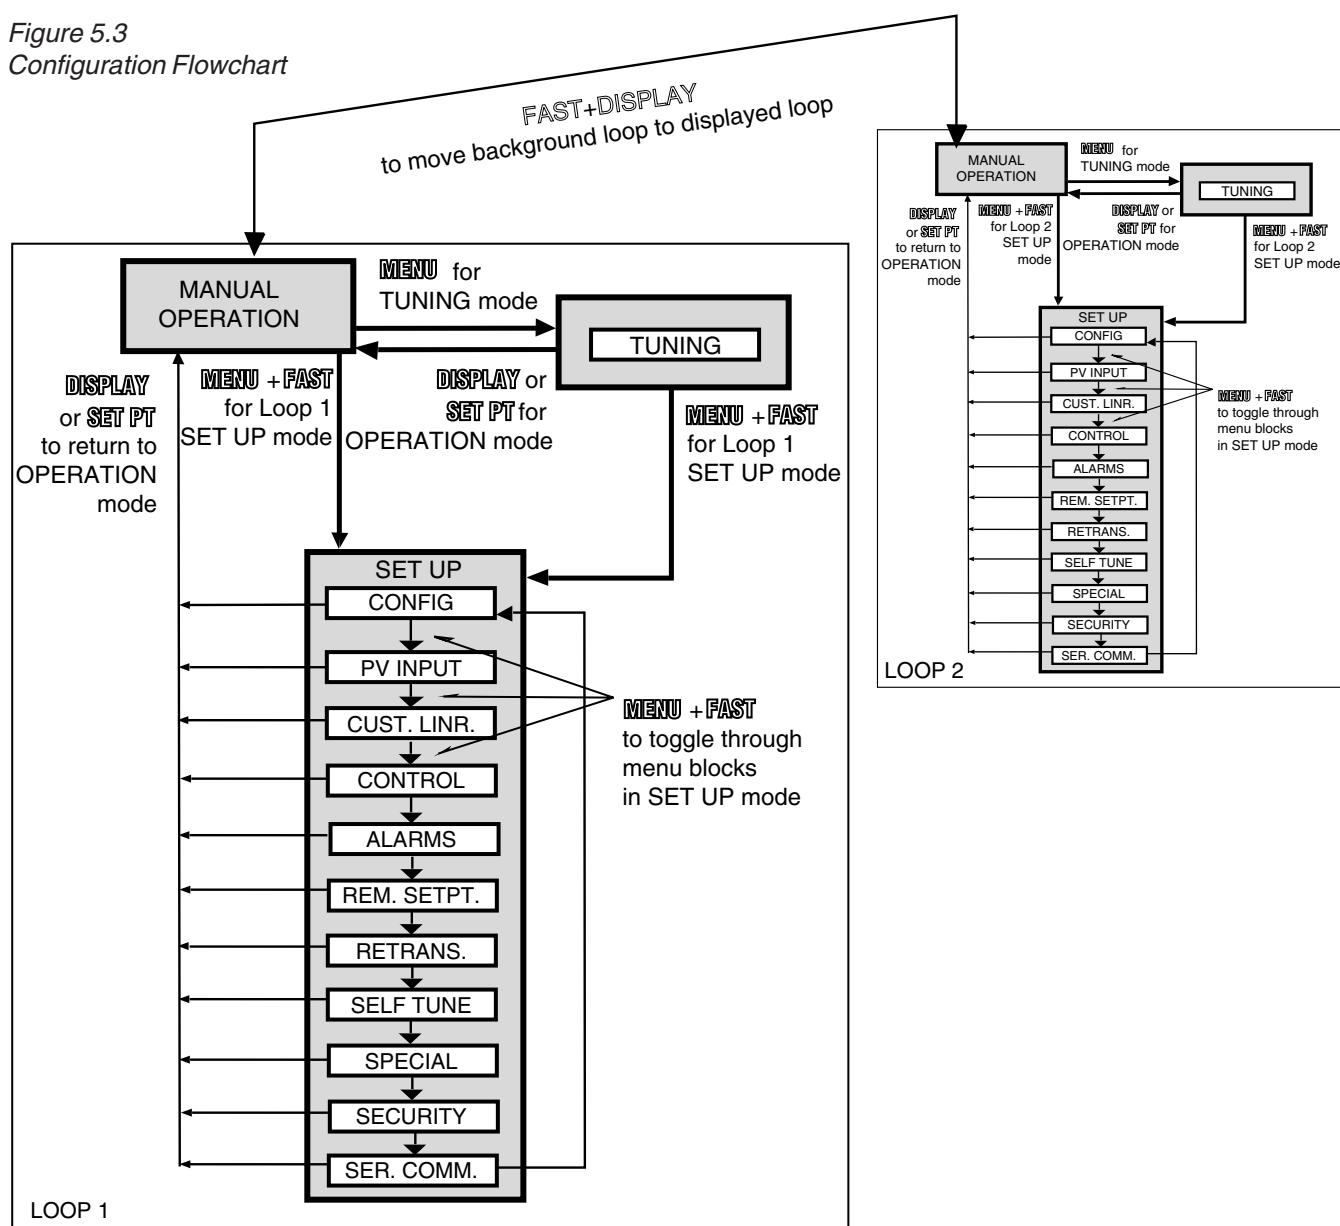 Figure 5.3
Configuration Flowchart
FAST+DISPLAY
to move background loop to displayed loop
MANUAL
OPERATION
MENU for
TUNING mode
TUNING
DISPLAY
or SET PT
to return to
OPERATION
mode
MENU + FAST
for Loop 1
SET UP mode
DISPLAY or
SET PT for
OPERATION mode
MENU + FAST
for Loop 1
SET UP mode
SET UP
CONFIG
PV INPUT
CUST. LINR.
CONTROL
ALARMS
REM. SETPT.
RETRANS.
SELF TUNE
SPECIAL
SECURITY
SER. COMM.
MENU + FAST
to toggle through
menu blocks
in SET UP mode
LOOP 1
MANUAL
OPERATION
MENU for
TUNING mode
TUNING
DISPLAY
or SET PT
to return to
OPERATION
mode
MENU + FAST
for Loop 2
SET UP
mode
DISPLAY or
SET PT for
OPERATION mode
MENU + FAST
for Loop 2
SET UP mode
SET UP
CONFIG
PV INPUT
CUST. LINR.
CONTROL
ALARMS
REM. SETPT.
RETRANS.
SELF TUNE
SPECIAL
SECURITY
SER. COMM.
MENU + FAST
to toggle through
menu blocks
in SET UP mode
LOOP 2